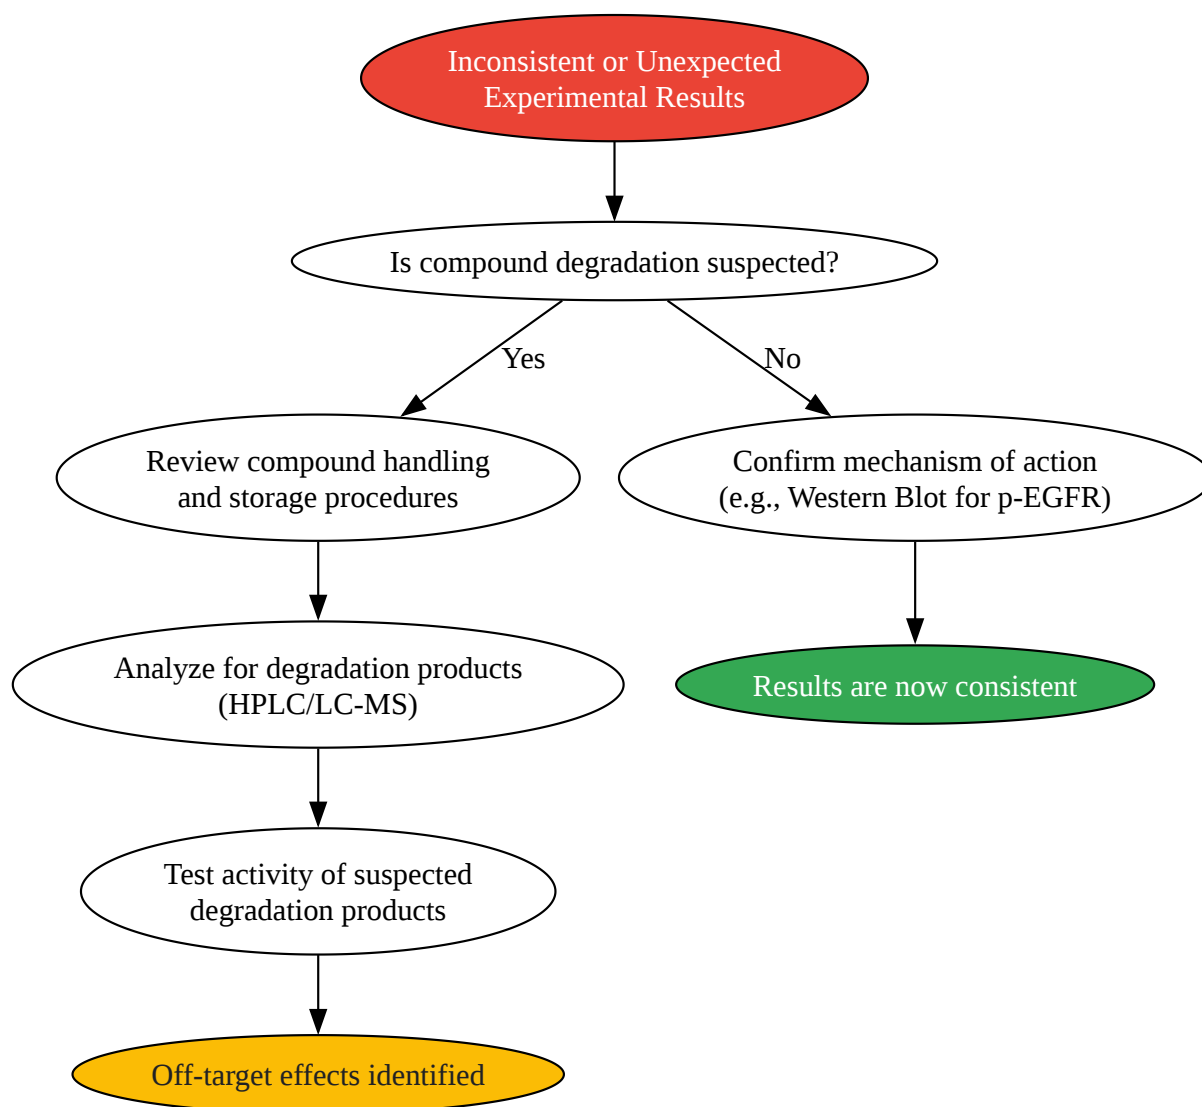 Inconsistent or Unexpected
Experimental Results
Is compound degradation suspected?
Yes
No
Review compound handling
and storage procedures
Confirm mechanism of action
(e.g., Western Blot for p-EGFR)
Analyze for degradation products
(HPLC/LC-MS)
Results are now consistent
Test activity of suspected
degradation products
Off-target effects identified